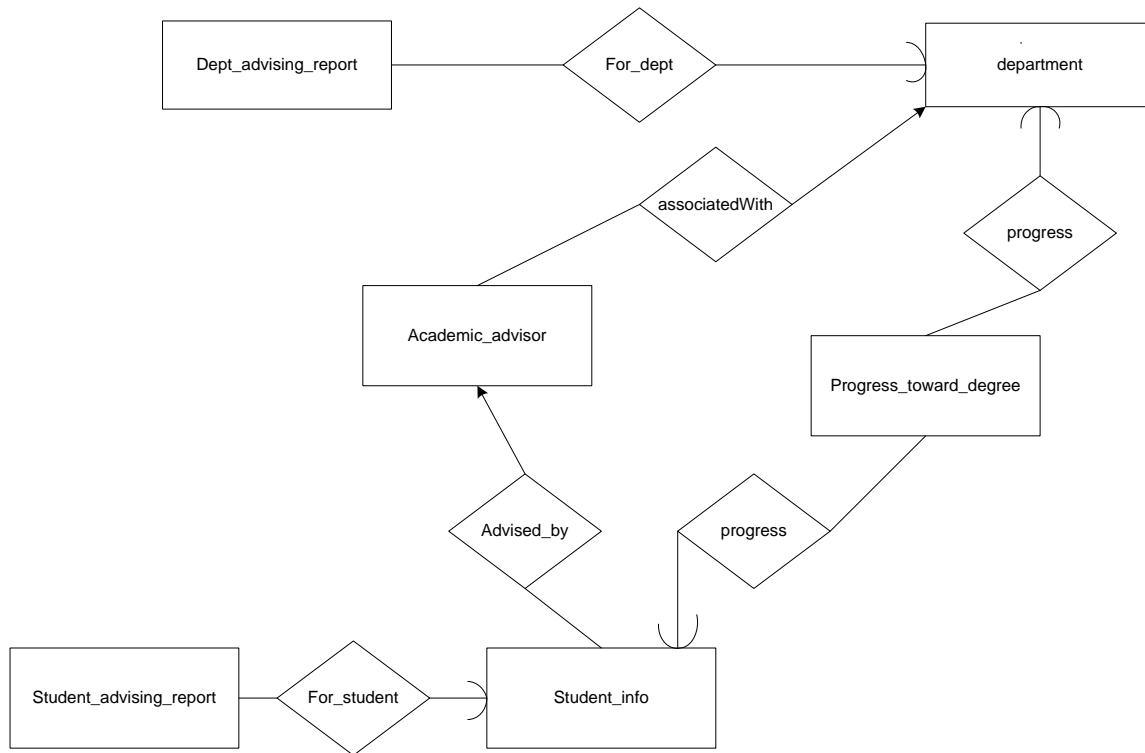 Dept_advising_report
For_dept
department
associatedWith
progress
Academic_advisor
Progress_toward_degree
Advised_by
progress
Student_advising_report
For_student
Student_info